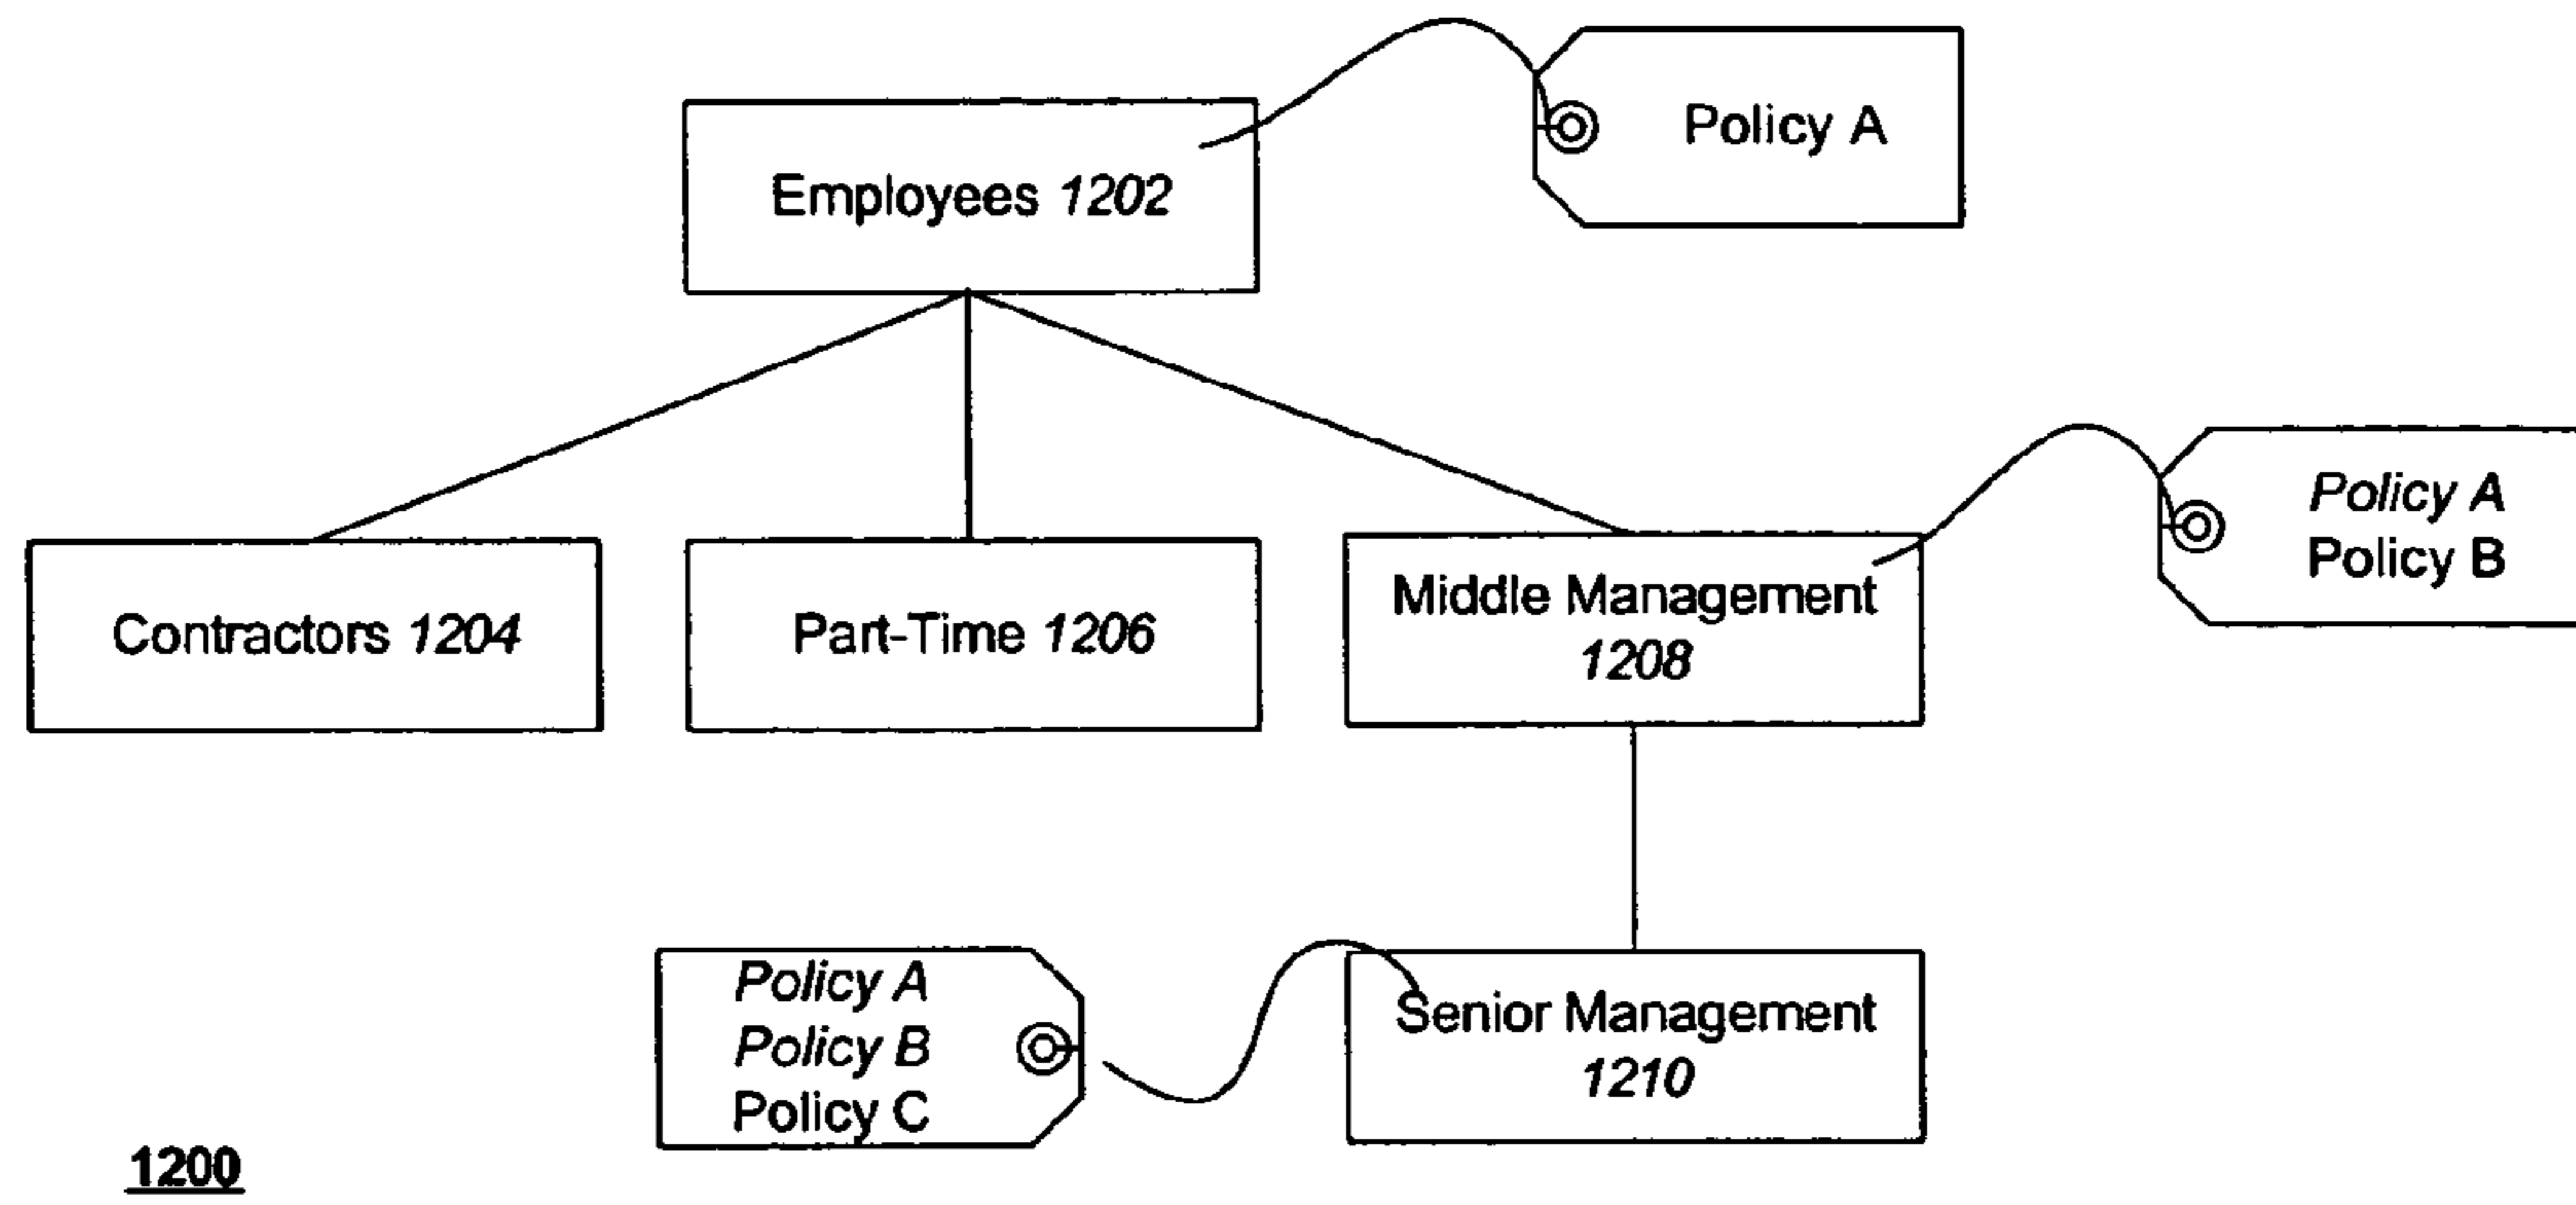 Policy A
Employees 1202
Policy A
Policy B
Contractors 1204
Part-Time 1206
Middle Management
1208
Policy A
Policy B
Policy C
Senior Management
1210
1200